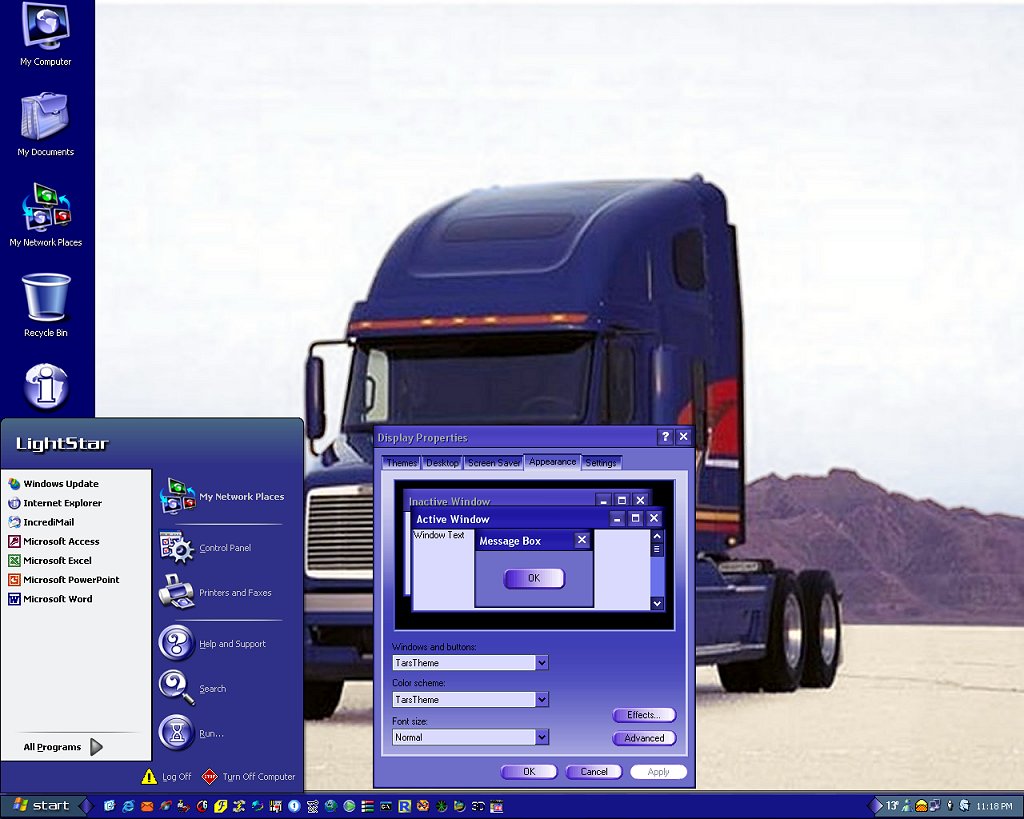 My Computer
My Documents
My Network Places
Recycle Bin
LightStar
Windows Update
Internet Explorer
IncrediMail
Microsoft Access
Microsoft Excel
Microsoft PowerPoint
Microsoft Word
All Programs
My Network Places
Control Panel
Printers and Faxes
Help and Support
Search
Run...
Log Off
Turn Off Computer
Display Properties
Themes
Desktop
Screen Saver
Appearance
Settings
Inactive Window
Active Window
Window Text
Message Box
OK
Windows and buttons:
TarsTheme
Color scheme:
TarsTheme
Font size:
Normal
Effects...
Advanced
OK
Cancel
Apply
start
13°
11:18 PM